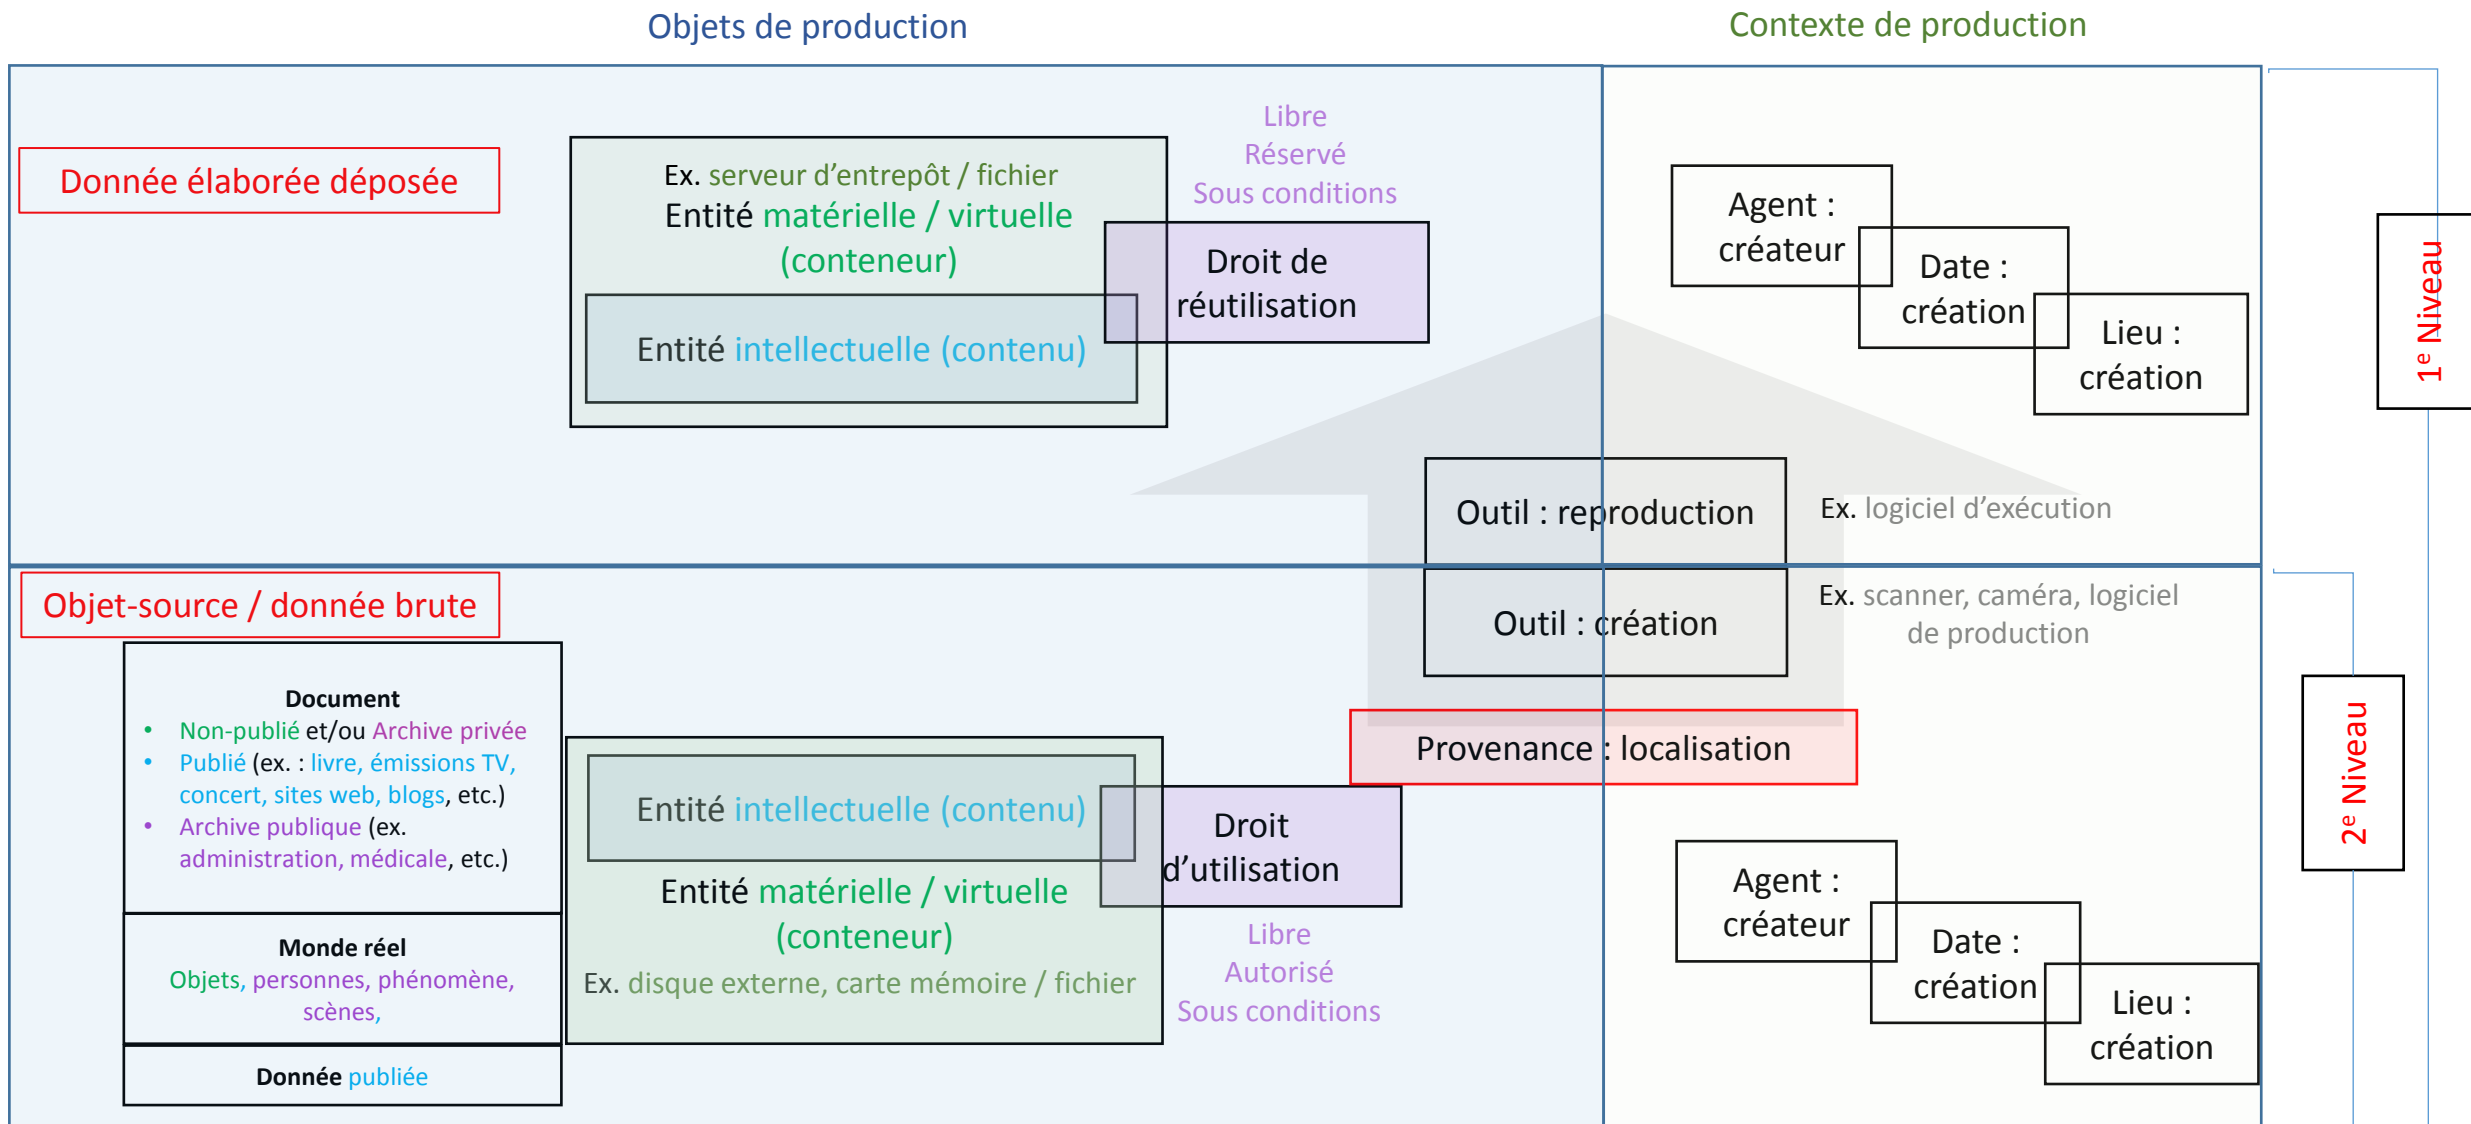 Objets de production
Contexte de production
Donnée élaborée déposée
Ex. serveur d’entrepôt / fichier
Entité matérielle / virtuelle
(conteneur)
Entité intellectuelle (contenu)
Libre
Réservé
Sous conditions
Droit de
réutilisation
Agent :
créateur
Date :
création
Lieu :
création
1e Niveau
Outil : reproduction
Ex. logiciel d’exécution
Objet-source / donnée brute
Outil : création
Ex. scanner, caméra, logiciel
de production
Document
• Non-publié et/ou Archive privée
• Publié (ex. : livre, émissions TV,
concert, sites web, blogs, etc.)
• Archive publique (ex.
administration, médicale, etc.)
Monde réel
Objets, personnes, phénomène,
scènes,
Donnée publiée
Entité intellectuelle (contenu)
Entité matérielle / virtuelle
(conteneur)
Ex. disque externe, carte mémoire / fichier
Provenance : localisation
Droit
d’utilisation
Libre
Autorisé
Sous conditions
Agent :
créateur
Date :
création
Lieu :
création
2e Niveau